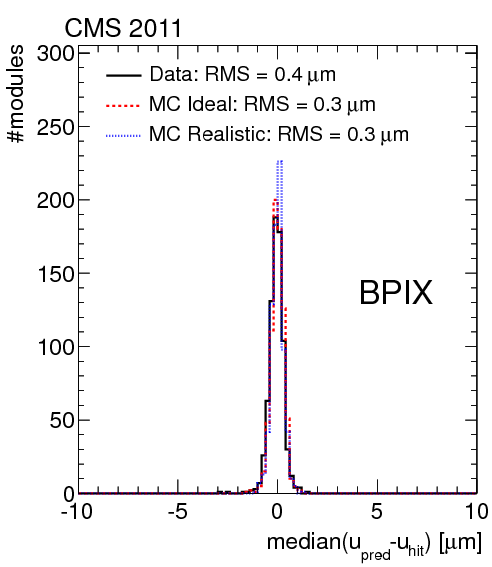 CMS 2011
#modules
300
250
200
150
100
50
0
Data: RMS = 0.4 μm
MC Ideal: RMS = 0.3 μm
MC Realistic: RMS = 0.3 μm
BPIX
-10 -5 0 5 10
median(u_pred-u_hit) [μm]